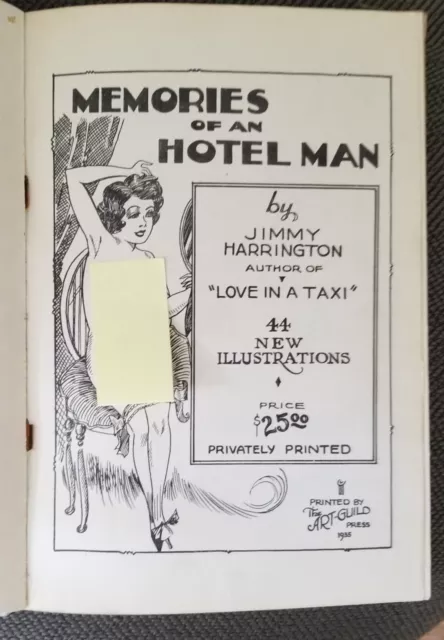 MEMORIES
OF AN
HOTEL MAN
by
JIMMY
HARRINGTON
AUTHOR OF
"LOVE IN A TAXI"
44
NEW
ILLUSTRATIONS
PRICE
$25.00
PRIVATELY PRINTED
PRINTED BY
The
ART-GUILD
PRESS
1935